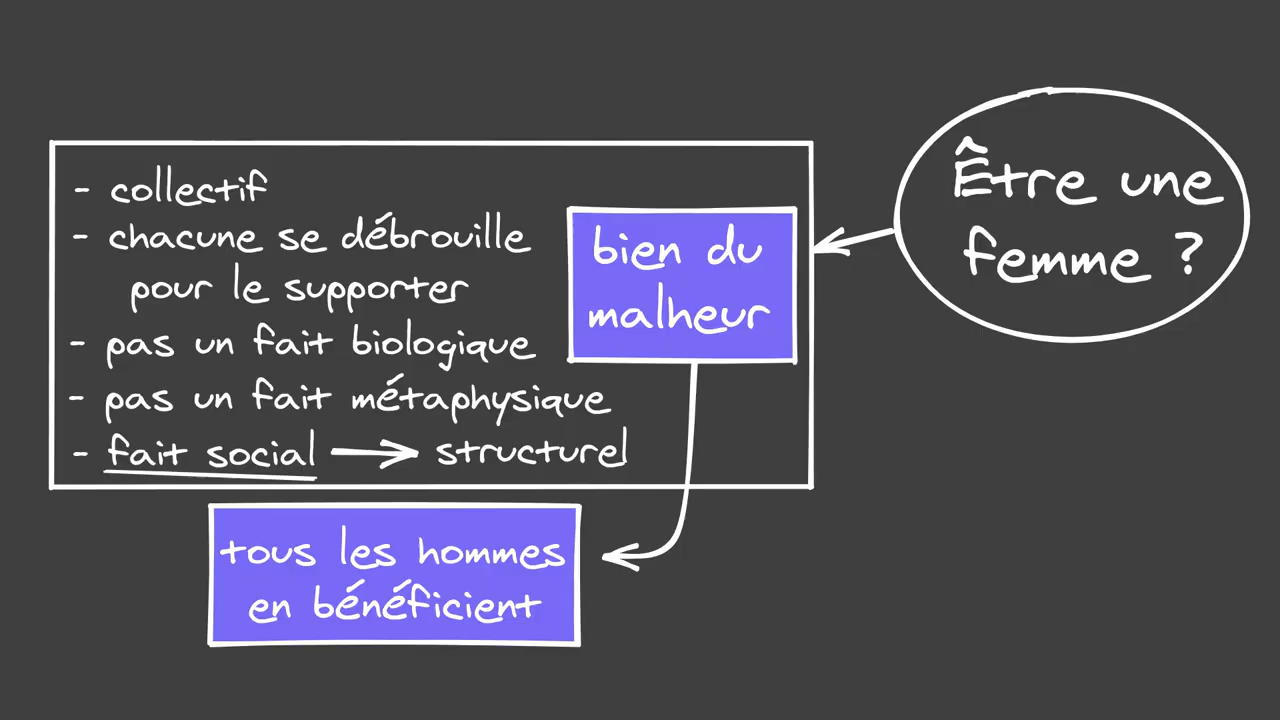 Être une
femme ?
- collectif
- chacune se débrouille
pour le supporter
- pas un fait biologique
- pas un fait métaphysique
- fait social → structurel
bien du
malheur
tous les hommes
en bénéficient